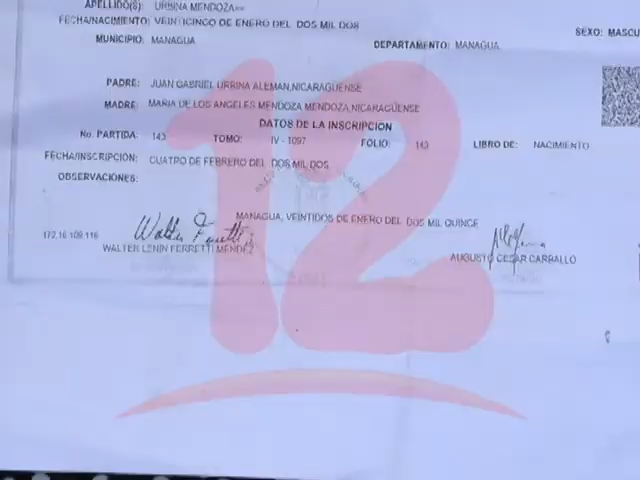 APELLIDO(S): URBINA MENDOZA**
FECHA/NACIMIENTO: VEINTICINCO DE ENERO DEL DOS MIL DOS
SEXO: MASCU
MUNICIPIO: MANAGUA DEPARTAMENTO: MANAGUA
PADRE: JUAN GABRIEL URBINA ALEMAN,NICARAGÜENSE
MADRE: MARIA DE LOS ANGELES MENDOZA MENDOZA,NICARAGÜENSE
DATOS DE LA INSCRIPCION
No. PARTIDA: 143 TOMO: IV - 1097 FOLIO: 143 LIBRO DE: NACIMIENTO
FECHA/INSCRIPCION: CUATRO DE FEBRERO DEL DOS MIL DOS
OBSERVACIONES:
MANAGUA, VEINTIDOS DE ENERO DEL DOS MIL QUINCE
172.16.109.116
WALTER LENIN FERRETTI MENDEZ
AUGUSTO CESAR CARBALLO
12